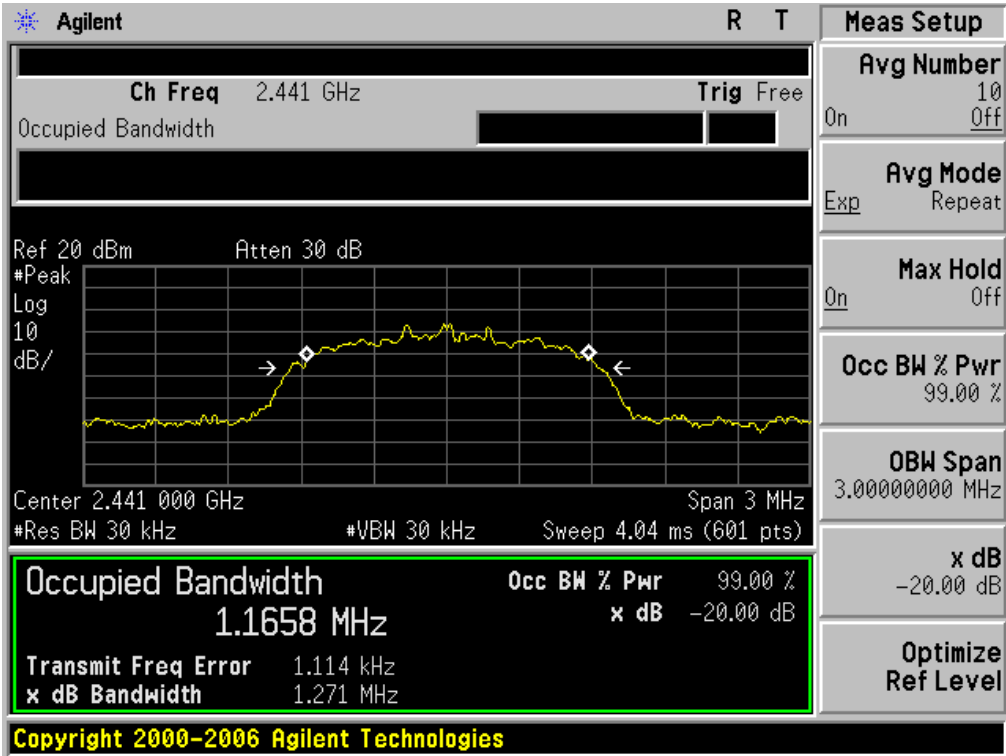 Agilent R T
Ch Freq 2.441 GHz Trig Free
Occupied Bandwidth
Ref 20 dBm Atten 30 dB
#Peak
Log
10
dB/
Center 2.441 000 GHz Span 3 MHz
#Res BW 30 kHz #VBW 30 kHz Sweep 4.04 ms (601 pts)
Occupied Bandwidth Occ BW % Pwr 99.00 %
1.1658 MHz x dB -20.00 dB
Transmit Freq Error 1.114 kHz
x dB Bandwidth 1.271 MHz
Copyright 2000-2006 Agilent Technologies
Meas Setup
Avg Number
10
On Off
Avg Mode
Exp Repeat
Max Hold
On Off
Occ BW % Pwr
99.00 %
OBW Span
3.00000000 MHz
x dB
-20.00 dB
Optimize
Ref Level